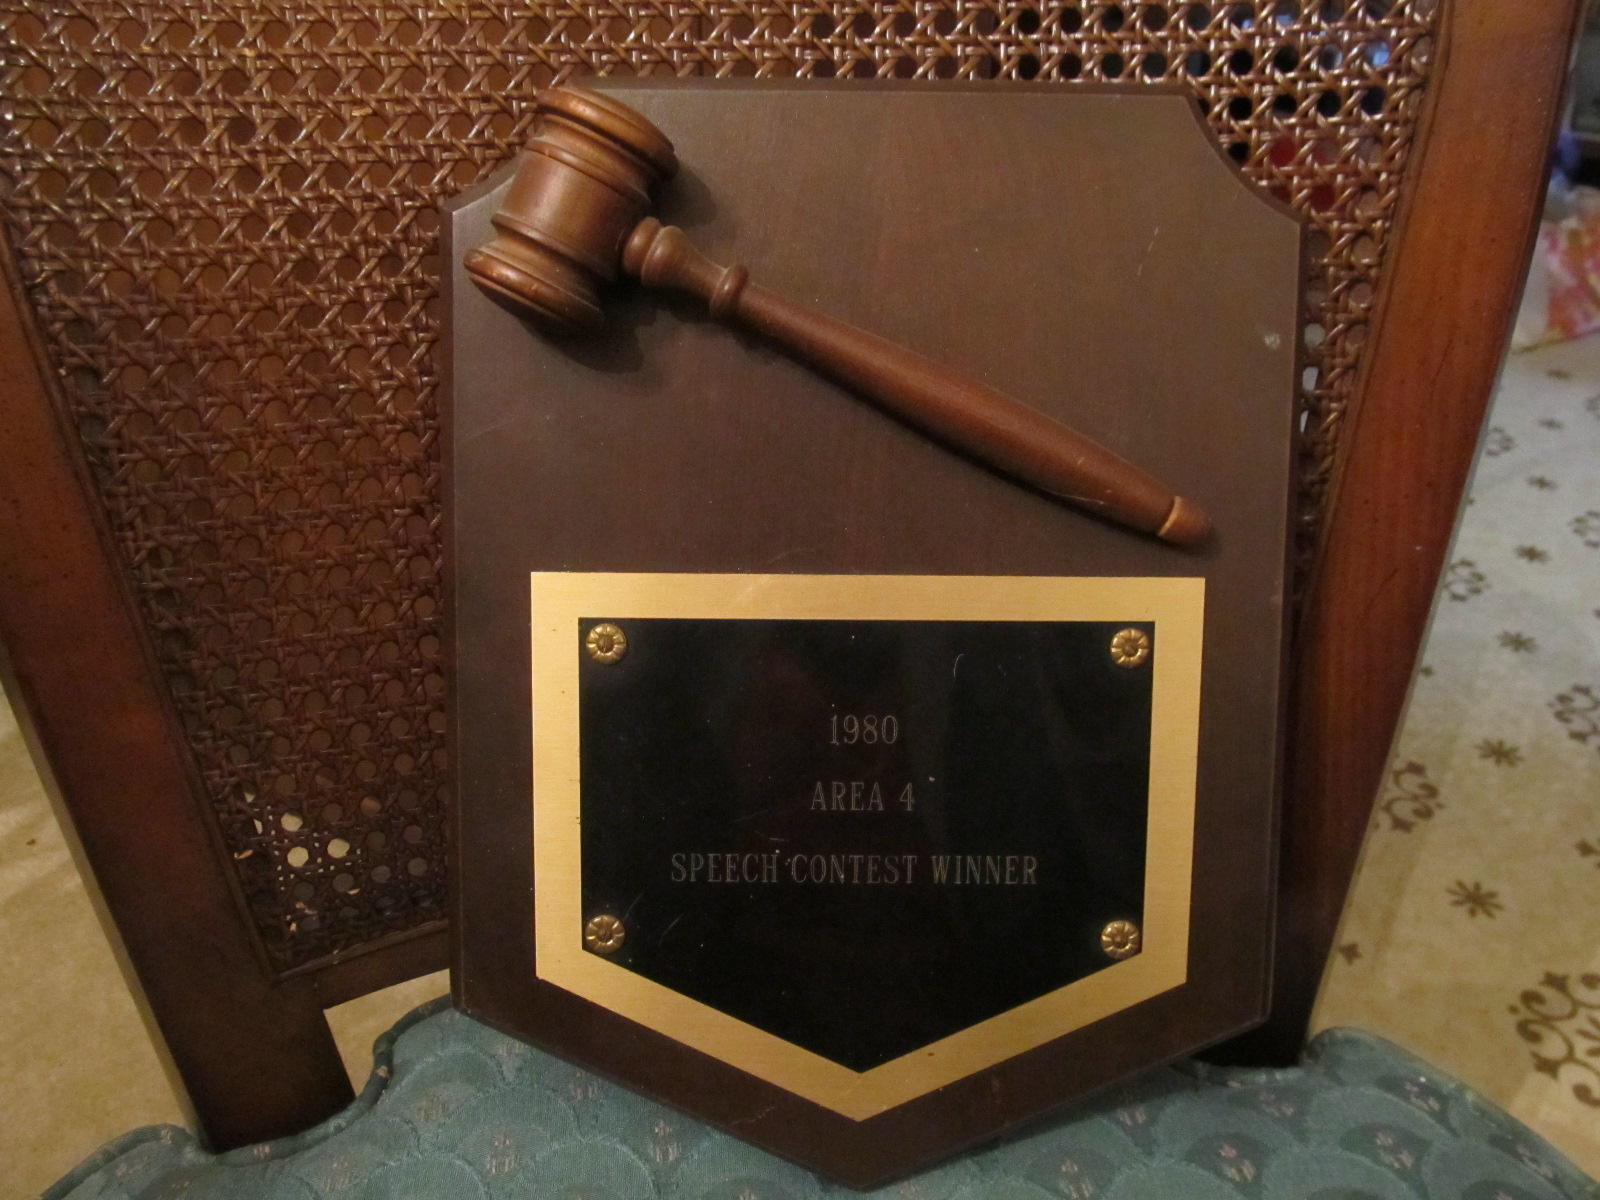 1980
AREA 4
SPEECH CONTEST WINNER